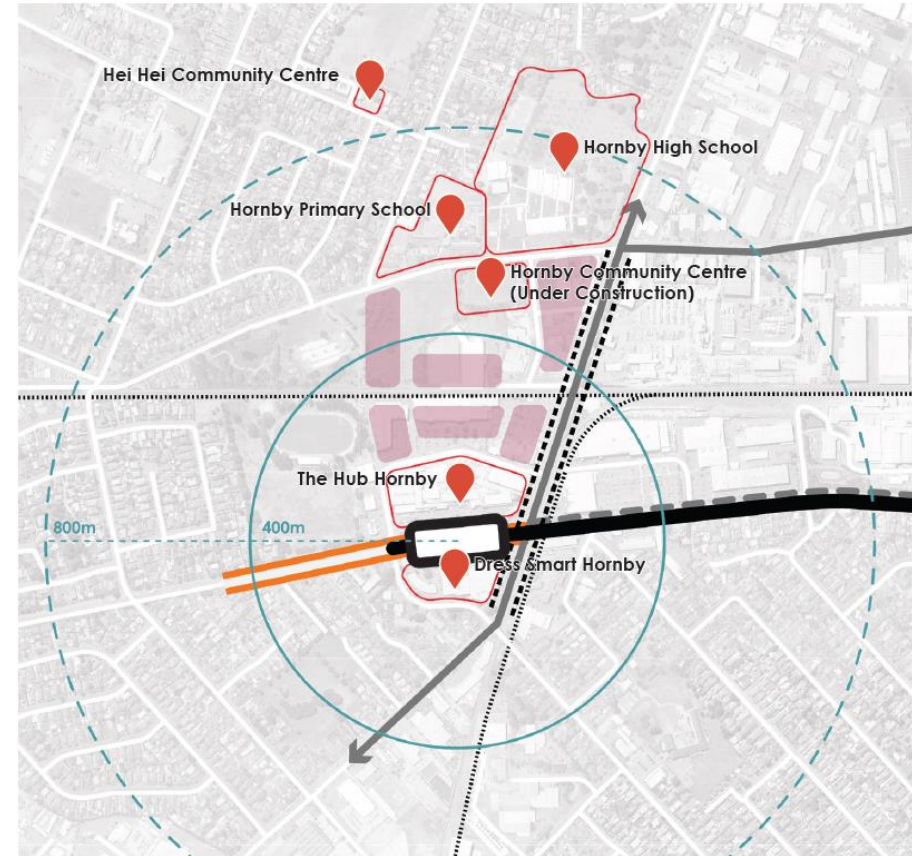 Hei Hei Community Centre
Hornby High School
Hornby Primary School
Hornby Community Centre
(Under Construction)
The Hub Hornby
800m
400m
Dress Smart Hornby